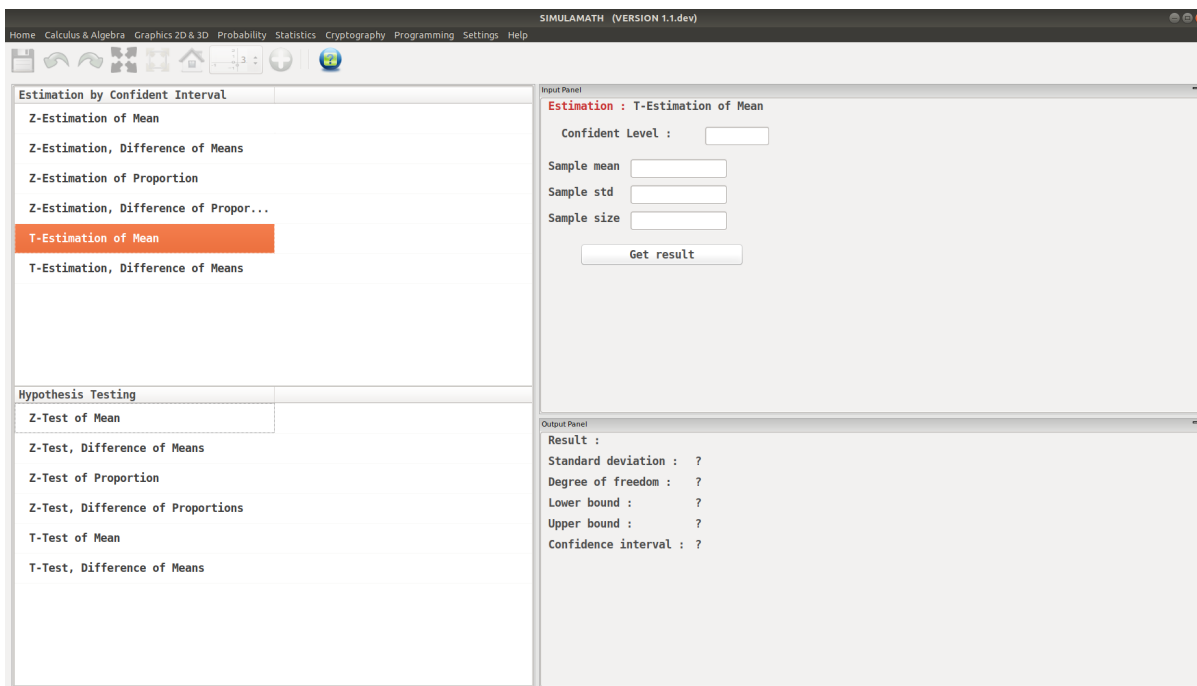 SIMULAMATH (VERSION 1.1.dev)
Home Calculus & Algebra Graphics 2D & 3D Probability Statistics Cryptography Programming Settings Help
3
Estimation by Confident Interval
Z-Estimation of Mean
Z-Estimation, Difference of Means
Z-Estimation of Proportion
Z-Estimation, Difference of Propor...
T-Estimation of Mean
T-Estimation, Difference of Means
Hypothesis Testing
Z-Test of Mean
Z-Test, Difference of Means
Z-Test of Proportion
Z-Test, Difference of Proportions
T-Test of Mean
T-Test, Difference of Means
Input Panel
Estimation : T-Estimation of Mean
Confident Level :
Sample mean
Sample std
Sample size
Get result
Output Panel
Result :
Standard deviation : ?
Degree of freedom : ?
Lower bound : ?
Upper bound : ?
Confidence interval : ?